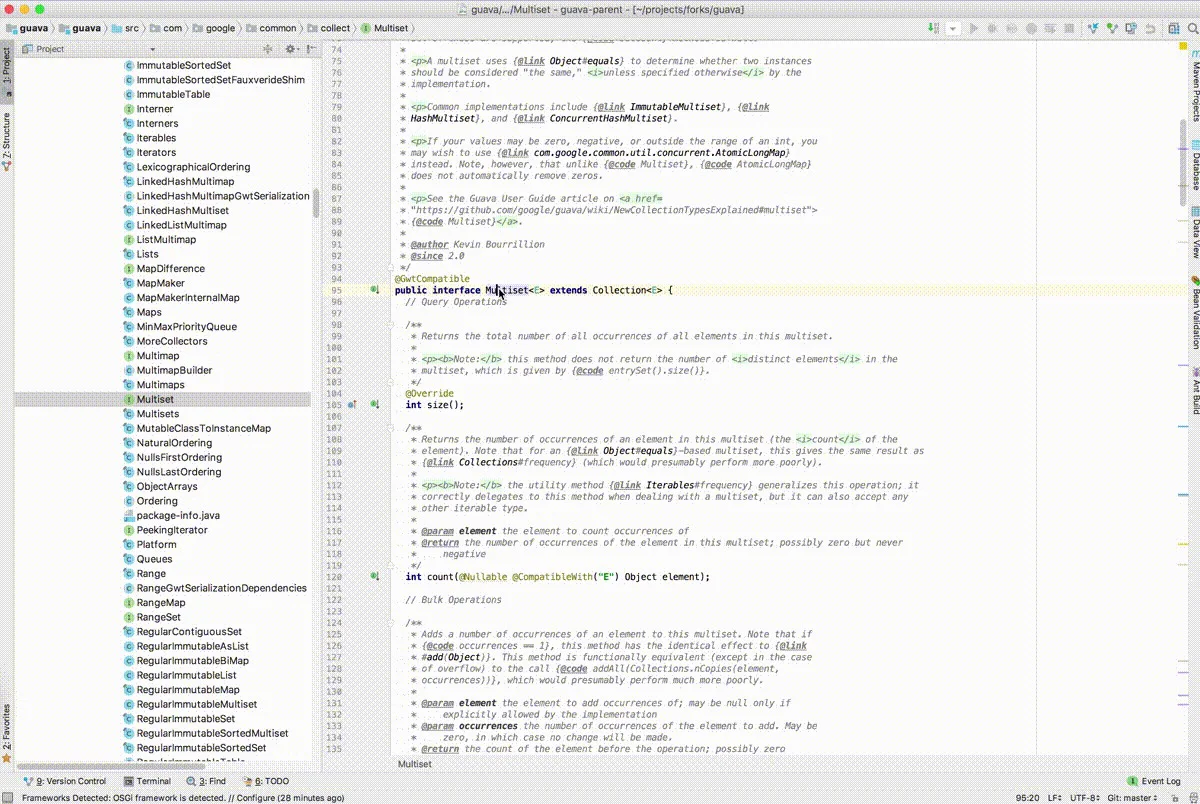 guava/.../Multiset - guava-parent - [~/projects/forks/guava]
guava guava src com google common collect Multiset
Project
1: Project
Z: Structure
2: Favorites
ImmutableSortedSet
ImmutableSortedSetFauxverideShim
ImmutableTable
Interner
Interners
Iterables
Iterators
LexicographicalOrdering
LinkedHashMultimap
LinkedHashMultimapGwtSerialization
LinkedHashMultiset
LinkedListMultimap
ListMultimap
Lists
MapDifference
MapMaker
MapMakerInternalMap
Maps
MinMaxPriorityQueue
MoreCollectors
Multimap
MultimapBuilder
Multimaps
Multiset
Multisets
MutableClassToInstanceMap
NaturalOrdering
NullsFirstOrdering
NullsLastOrdering
ObjectArrays
Ordering
package-info.java
PeekingIterator
Platform
Queues
Range
RangeGwtSerializationDependencies
RangeMap
RangeSet
RegularContiguousSet
RegularImmutableAsList
RegularImmutableBiMap
RegularImmutableList
RegularImmutableMap
RegularImmutableMultiset
RegularImmutableSet
RegularImmutableSortedMultiset
RegularImmutableSortedSet
74 *
75 * <p>A multiset uses {@link Object#equals} to determine whether two instances
76 * should be considered "the same," <i>unless specified otherwise</i> by the
77 * implementation.
78 *
79 * <p>Common implementations include {@link ImmutableMultiset}, {@link
80 * HashMultiset}, and {@link ConcurrentHashMultiset}.
81 *
82 * <p>If your values may be zero, negative, or outside the range of an int, you
83 * may wish to use {@link com.google.common.util.concurrent.AtomicLongMap}
84 * instead. Note, however, that unlike {@code Multiset}, {@code AtomicLongMap}
85 * does not automatically remove zeros.
86 *
87 * <p>See the Guava User Guide article on <a href=
88 * "https://github.com/google/guava/wiki/NewCollectionTypesExplained#multiset">
89 * {@code Multiset}</a>.
90 *
91 * @author Kevin Bourrillion
92 * @since 2.0
93 */
94 @GwtCompatible
95 public interface Multiset<E> extends Collection<E> {
96 // Query Operations
97
98 /**
99 * Returns the total number of all occurrences of all elements in this multiset.
100 *
101 * <p><b>Note:</b> this method does not return the number of <i>distinct elements</i> in the
102 * multiset, which is given by {@code entrySet().size()}.
103 */
104 @Override
105 int size();
106
107 /**
108 * Returns the number of occurrences of an element in this multiset (the <i>count</i> of the
109 * element). Note that for an {@link Object#equals}-based multiset, this gives the same result as
110 * {@link Collections#frequency} (which would presumably perform more poorly).
111 *
112 * <p><b>Note:</b> the utility method {@link Iterables#frequency} generalizes this operation; it
113 * correctly delegates to this method when dealing with a multiset, but it can also accept any
114 * other iterable type.
115 *
116 * @param element the element to count occurrences of
117 * @return the number of occurrences of the element in this multiset; possibly zero but never
118 * negative
119 */
120 int count(@Nullable @CompatibleWith("E") Object element);
121
122 // Bulk Operations
123
124 /**
125 * Adds a number of occurrences of an element to this multiset. Note that if
126 * {@code occurrences == 1}, this method has the identical effect to {@link
127 * #add(Object)}. This method is functionally equivalent (except in the case
128 * of overflow) to the call {@code addAll(Collections.nCopies(element,
129 * occurrences))}, which would presumably perform much more poorly.
130 *
131 * @param element the element to add occurrences of; may be null only if
132 * explicitly allowed by the implementation
133 * @param occurrences the number of occurrences of the element to add. May be
134 * zero, in which case no change will be made.
135 * @return the count of the element before the operation; possibly zero
Multiset
Maven Projects
Database
Data View
Bean Validation
Ant Build
9: Version Control Terminal 3: Find 6: TODO Event Log
Frameworks Detected: OSGi framework is detected. // Configure (28 minutes ago) 95:20 LF÷ UTF-8÷ Git: master÷